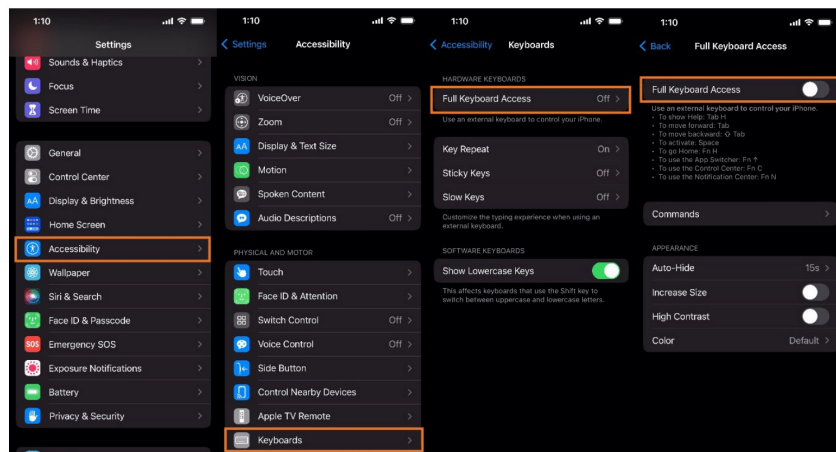 1:10
Settings
Sounds & Haptics
Focus
Screen Time
General
Control Center
AA Display & Brightness
Home Screen
Accessibility
Wallpaper
Siri & Search
Face ID & Passcode
SOS Emergency SOS
Exposure Notifications
Battery
Privacy & Security
1:10
Settings Accessibility
VISION
VoiceOver Off
Zoom Off
AA Display & Text Size
Motion
Spoken Content
Audio Descriptions Off
PHYSICAL AND MOTOR
Touch
Face ID & Attention
Switch Control Off
Voice Control Off
Side Button
Control Nearby Devices
Apple TV Remote
Keyboards
1:10
Accessibility Keyboards
HARDWARE KEYBOARDS
Full Keyboard Access Off
Use an external keyboard to control your iPhone.
Key Repeat On
Sticky Keys Off
Slow Keys Off
Customize the typing experience when using an
external keyboard.
SOFTWARE KEYBOARDS
Show Lowercase Keys
This affects keyboards that use the Shift key to
switch between uppercase and lowercase letters.
1:10
Back Full Keyboard Access
Full Keyboard Access
Use an external keyboard to control your iPhone.
- To show Help: Tab H
- To move forward: Tab
- To move backward: ⇧ Tab
- To activate: Space
- To go Home: Fn H
- To use the App Switcher: Fn ↑
- To use the Control Center: Fn C
- To use the Notification Center: Fn N
Commands
APPEARANCE
Auto-Hide 15s
Increase Size
High Contrast
Color Default